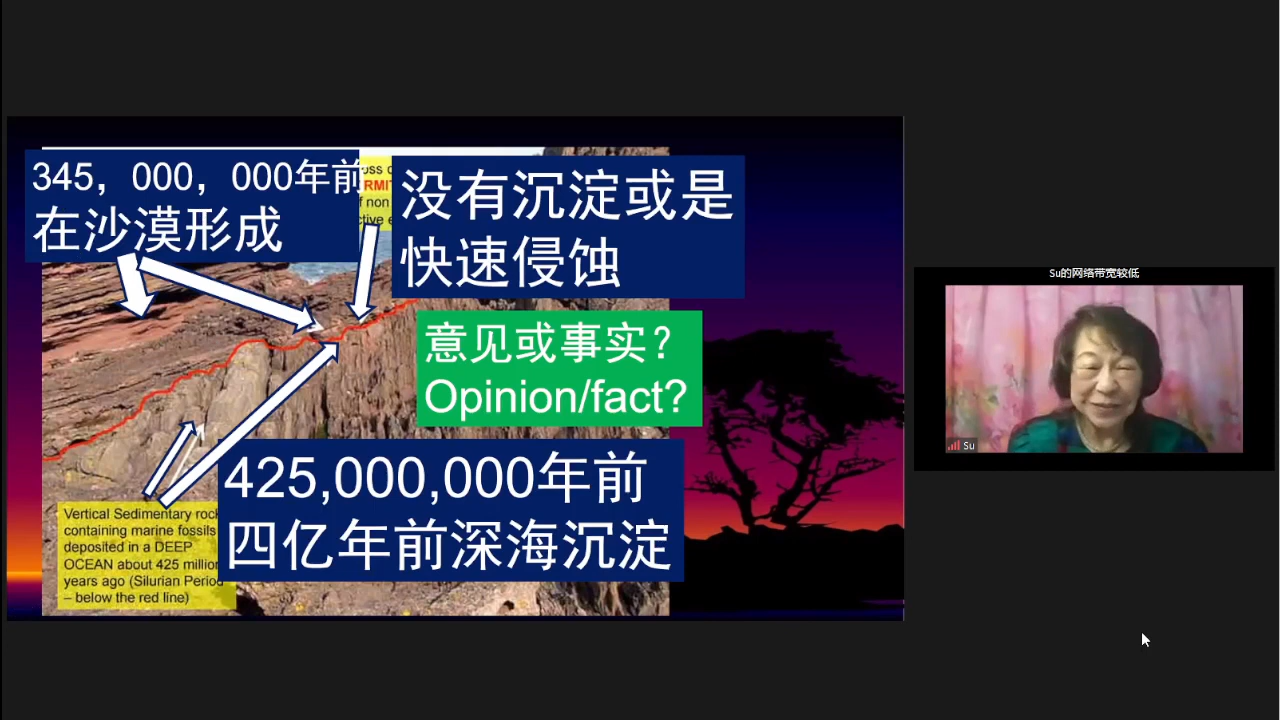 345，000，000年前
在沙漠形成
没有沉淀或是
快速侵蚀
意见或事实？
Opinion/fact?
425,000,000年前
四亿年前深海沉淀
Vertical Sedimentary rock
containing marine fossils
deposited in a DEEP
OCEAN about 425 million
years ago (Silurian Period
– below the red line)
Su的网络带宽较低
Su